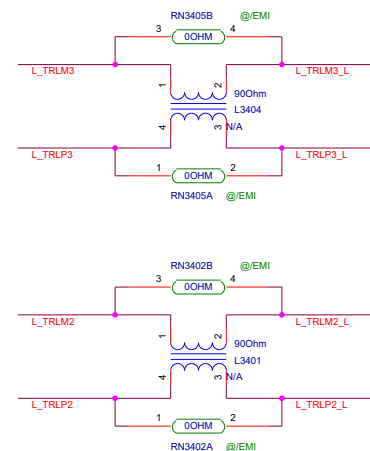 RN3405B @/EMI
3 0OHM 4
L_TRLM3 L_TRLM3_L
1 2
90Ohm
L3404
4 3 N/A
L_TRLP3 L_TRLP3_L
1 0OHM 2
RN3405A @/EMI
RN3402B @/EMI
3 0OHM 4
L_TRLM2 L_TRLM2_L
1 2
90Ohm
L3401
4 3 N/A
L_TRLP2 L_TRLP2_L
1 0OHM 2
RN3402A @/EMI